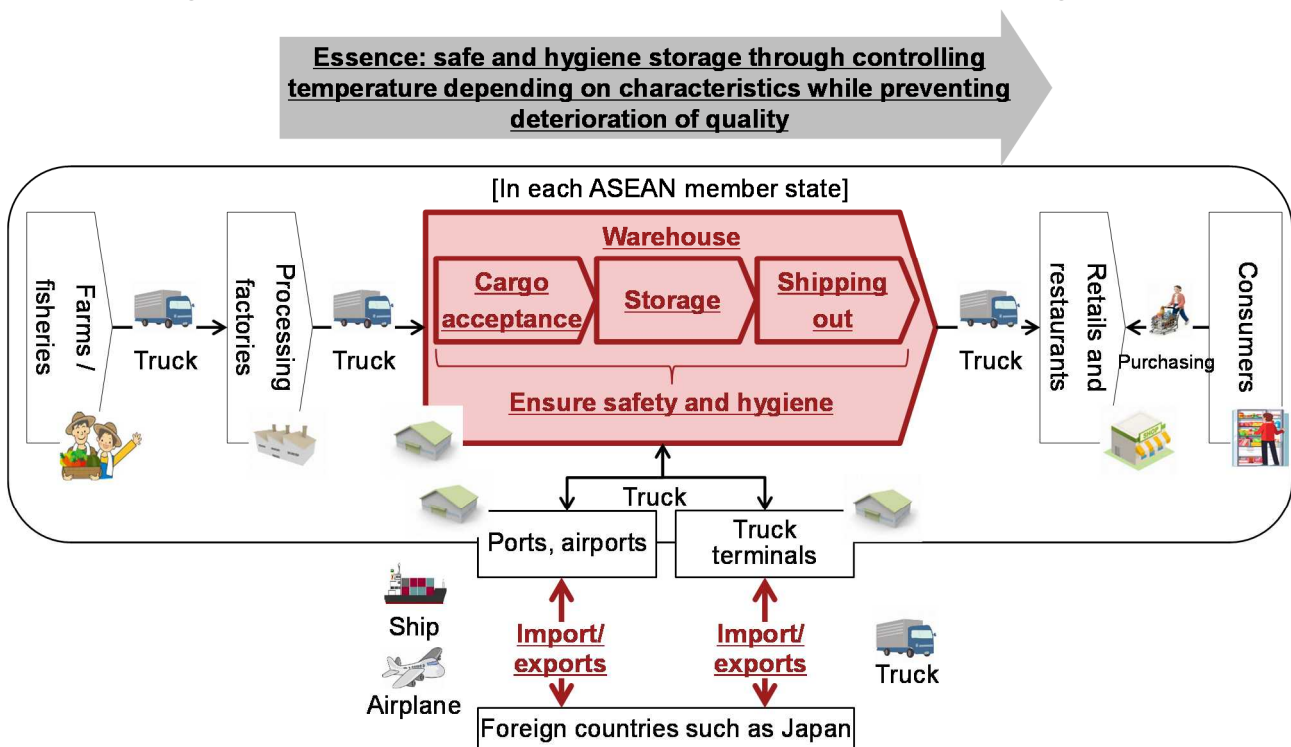 Essence: safe and hygiene storage through controlling
temperature depending on characteristics while preventing
deterioration of quality
[In each ASEAN member state]
Farms /
fisheries
Truck
Processing
factories
Truck
Warehouse
Cargo
acceptance
Storage
Shipping
out
Ensure safety and hygiene
Truck
Retails and
restaurants
SHOP
Purchasing
Consumers
Truck
Ports, airports
Truck
terminals
Ship
Airplane
Import/
exports
Import/
exports
Truck
Foreign countries such as Japan